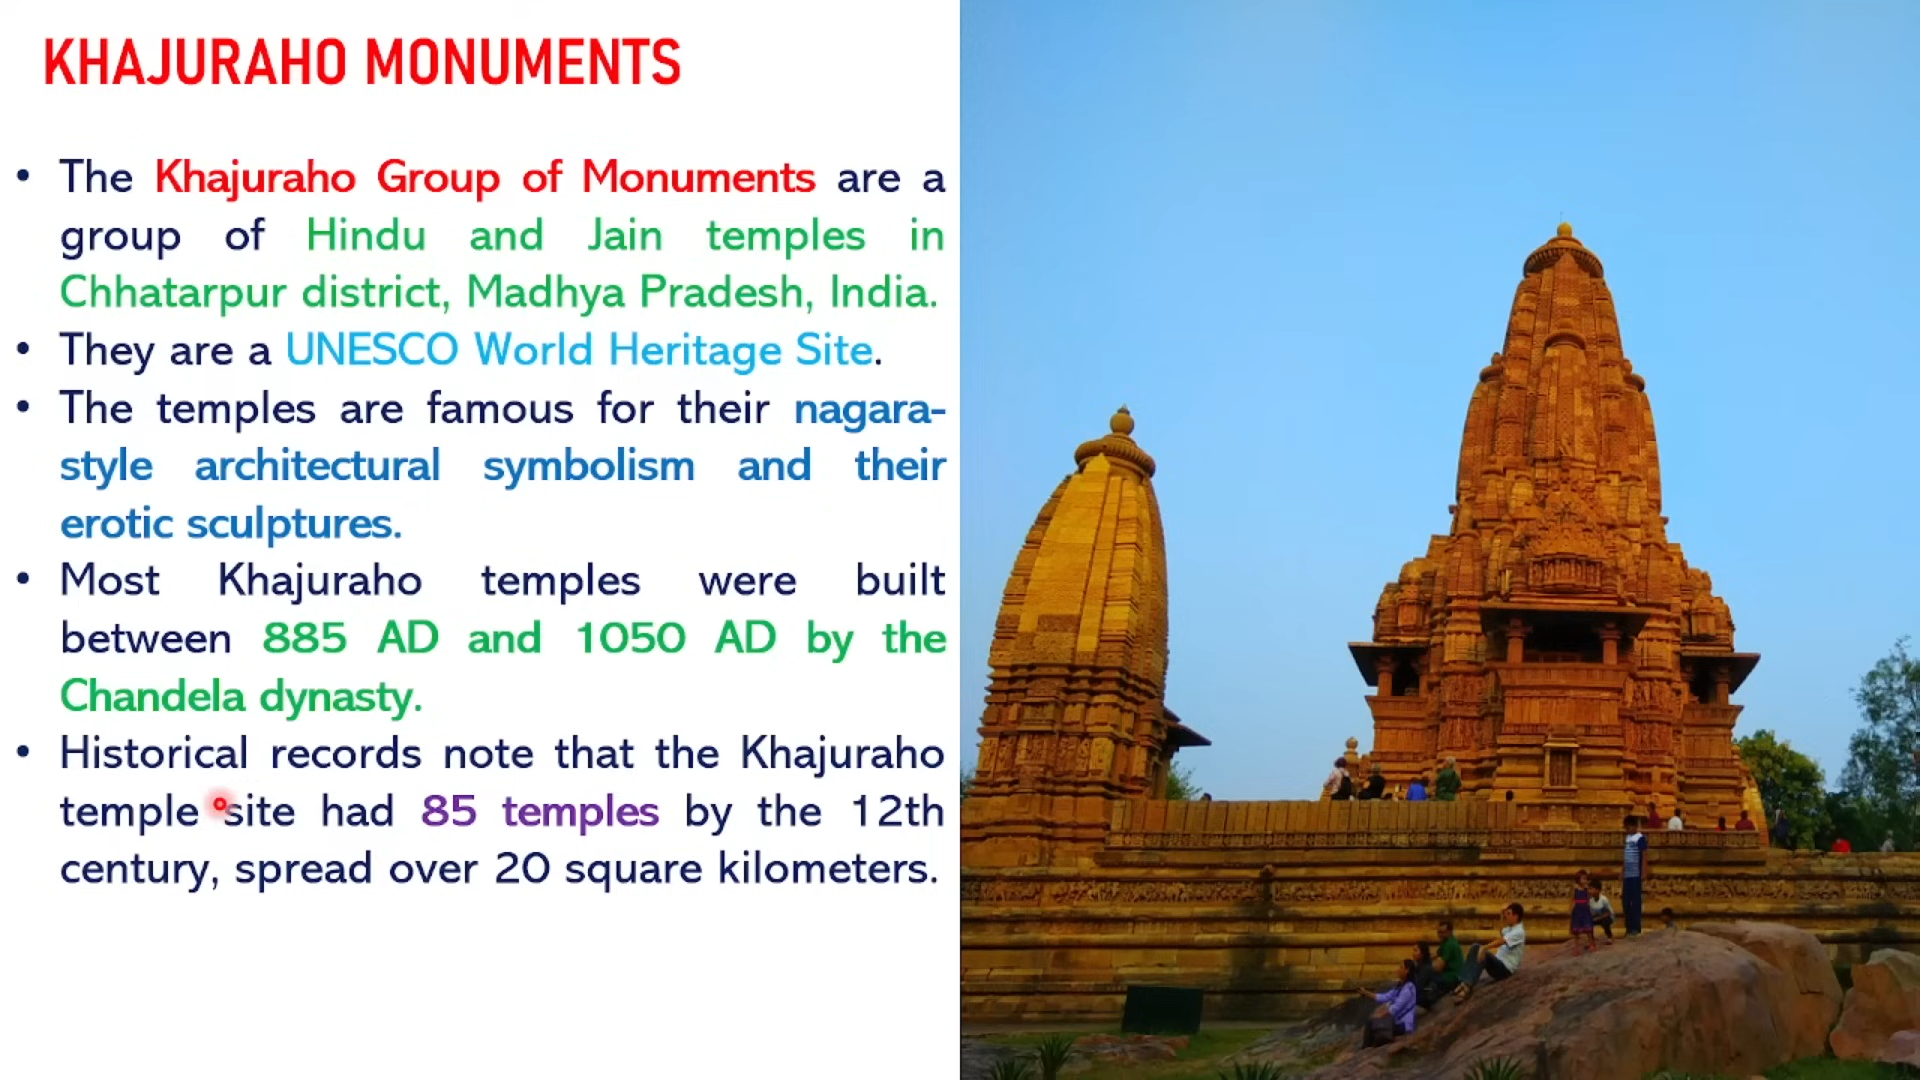 KHAJURAHO MONUMENTS
• The Khajuraho Group of Monuments are a
group of Hindu and Jain temples in
Chhatarpur district, Madhya Pradesh, India.
• They are a UNESCO World Heritage Site.
• The temples are famous for their nagara-
style architectural symbolism and their
erotic sculptures.
• Most Khajuraho temples were built
between 885 AD and 1050 AD by the
Chandela dynasty.
• Historical records note that the Khajuraho
temple site had 85 temples by the 12th
century, spread over 20 square kilometers.